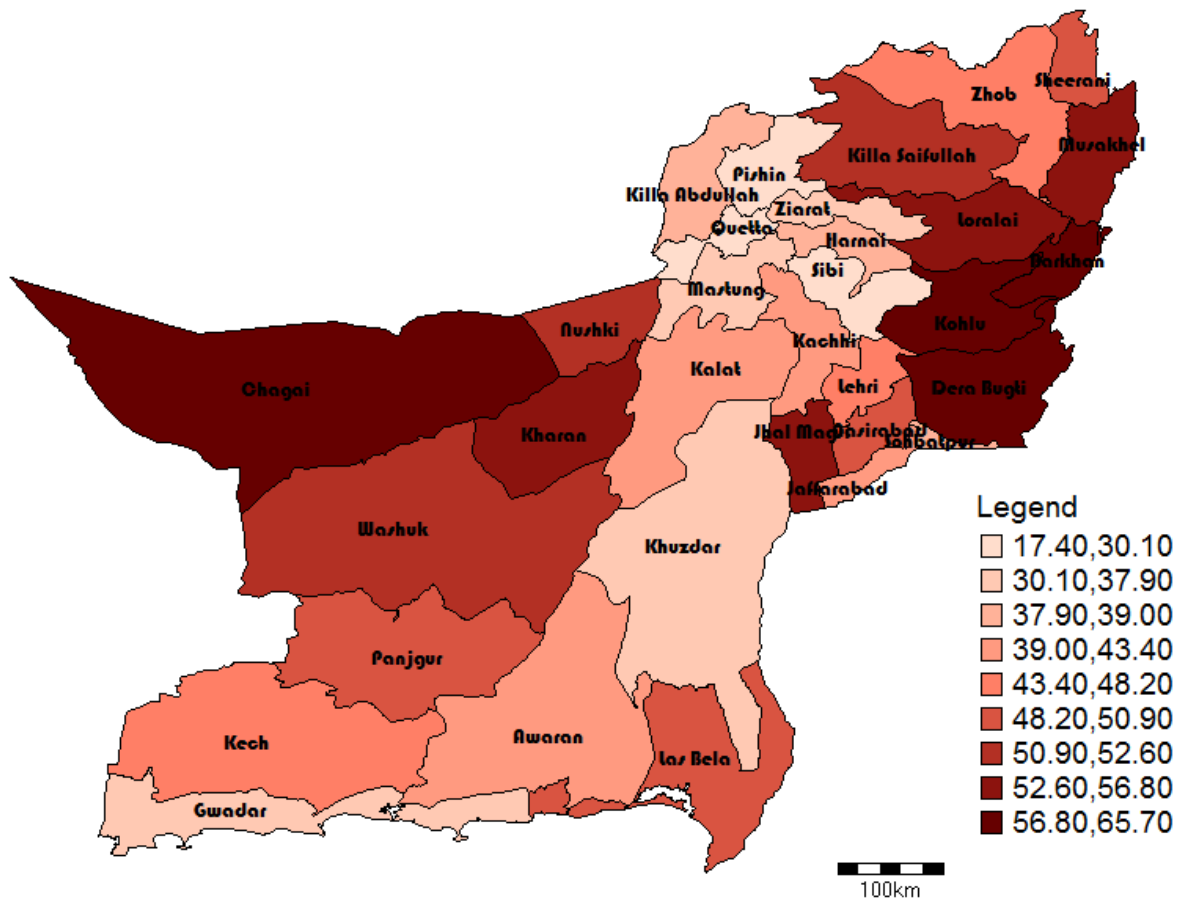 Sheerani
Zhob
Musakhel
Killa Saifullah
Pishin
Killa Abdullah
Ziarat
Loralai
Quetta
Harnai
Barkhan
Sibi
Mastung
Nushki
Kohlu
Kachhi
Kalat
Chagai
Lehri
Dera Bugti
Kharan
Jhal Mag
asirabad
Sohbatpur
Jaffarabad
Washuk
Khuzdar
Panjgur
Kech
Awaran
Las Bela
Gwadar
Legend
17.40,30.10
30.10,37.90
37.90,39.00
39.00,43.40
43.40,48.20
48.20,50.90
50.90,52.60
52.60,56.80
56.80,65.70
100km